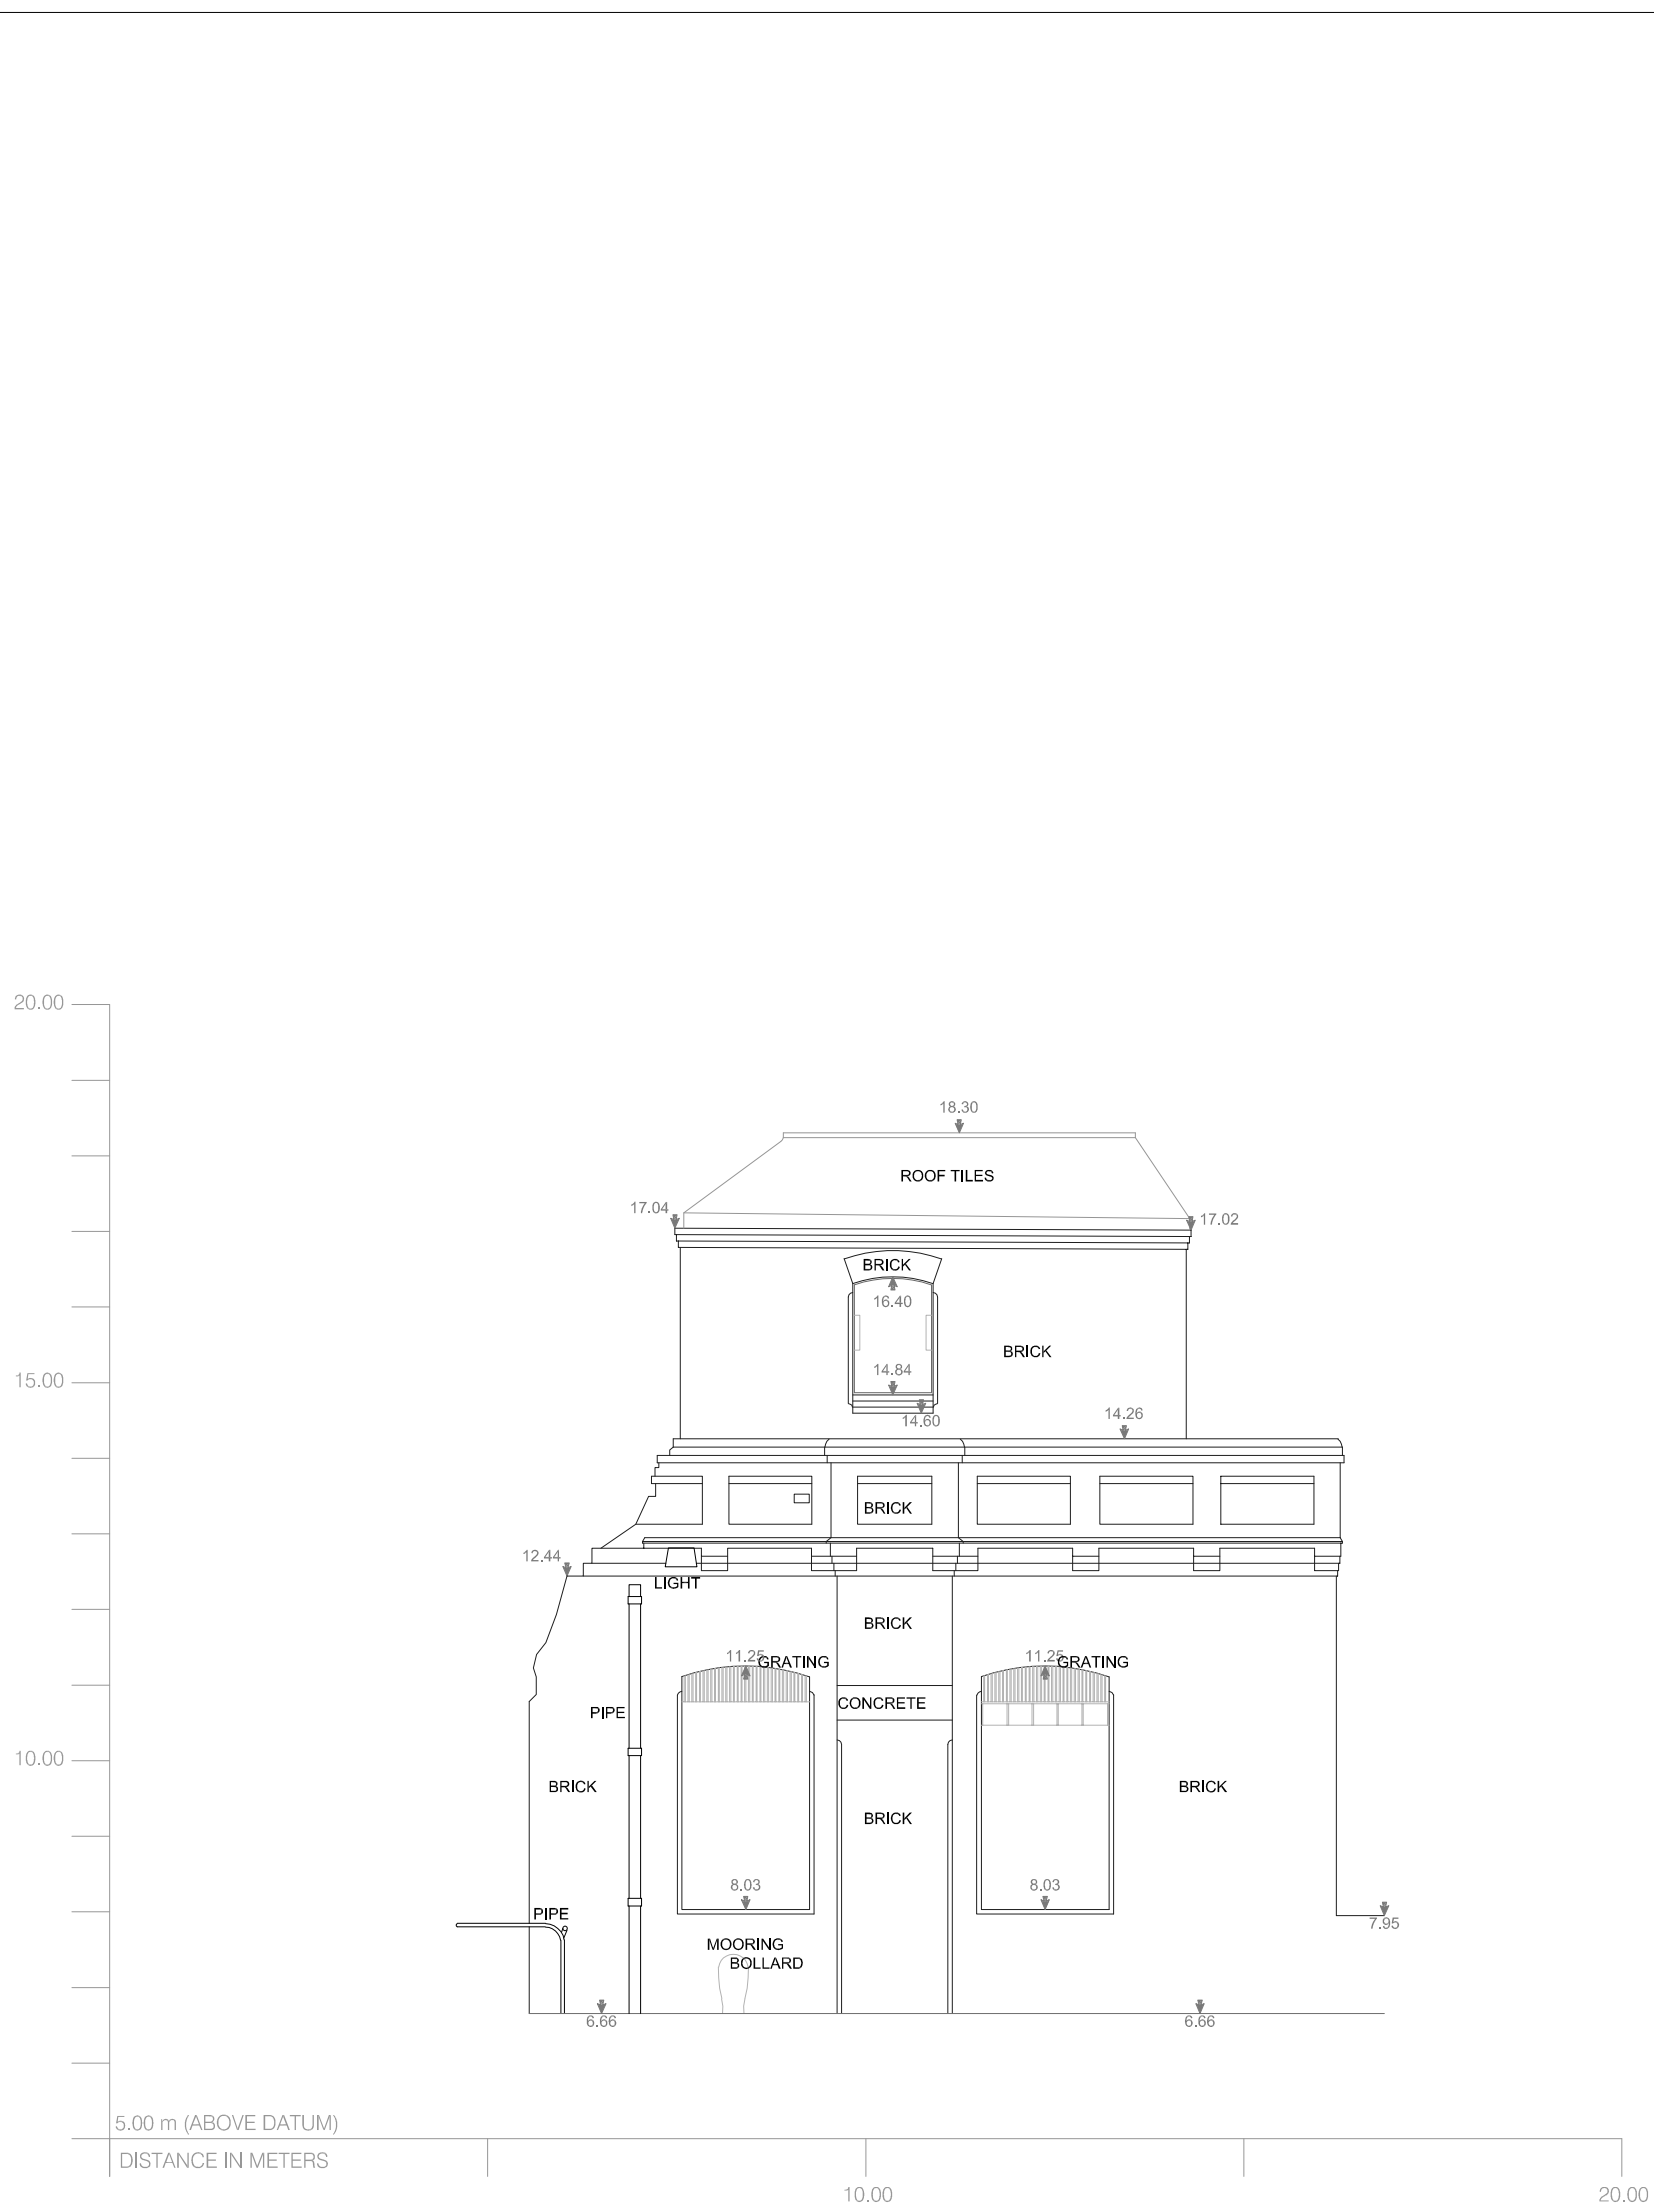 20.00
18.30
ROOF TILES
17.04
17.02
BRICK
16.40
BRICK
14.84
15.00
14.60
14.26
BRICK
12.44
LIGHT
BRICK
11.25
GRATING
11.25
GRATING
CONCRETE
PIPE
10.00
BRICK
BRICK
BRICK
8.03
8.03
PIPE
7.95
MOORING
BOLLARD
6.66
6.66
5.00 m (ABOVE DATUM)
DISTANCE IN METERS
10.00
20.00